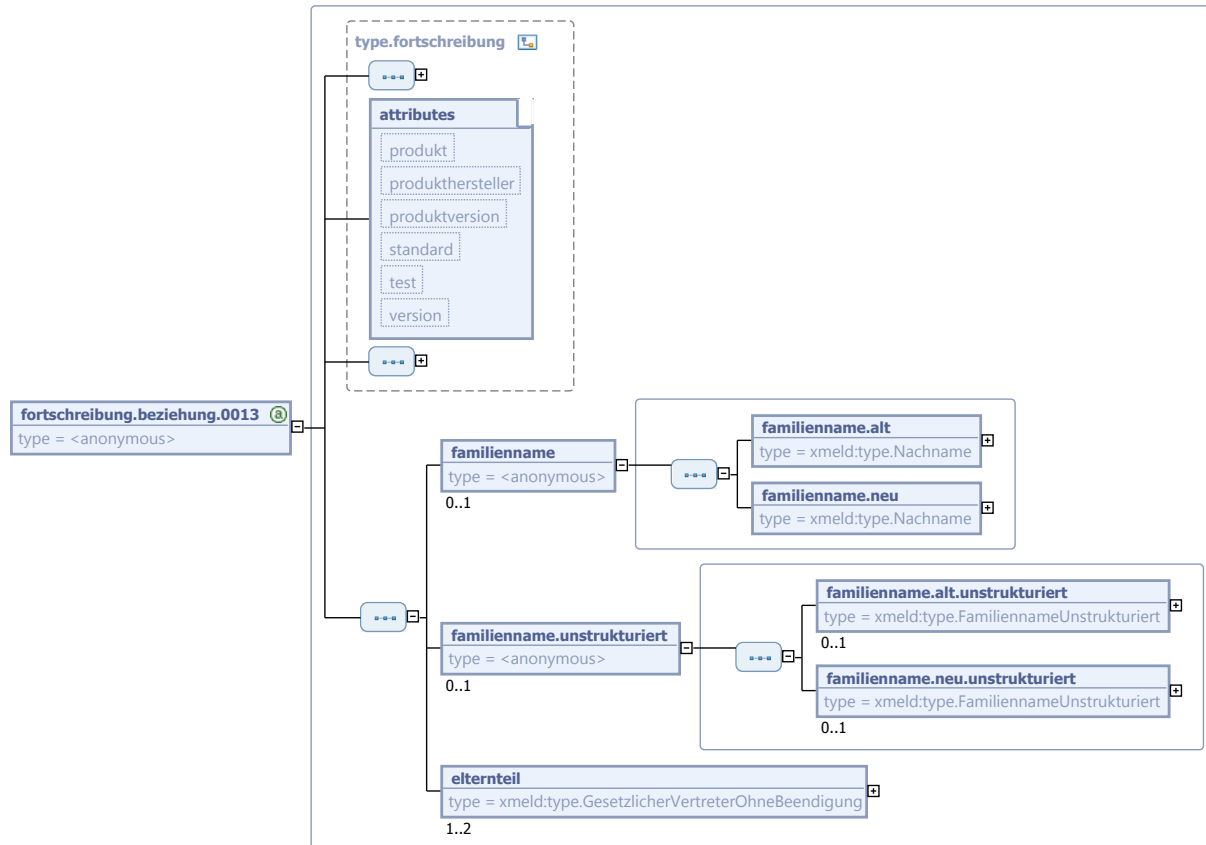 type.fortschreibung
attributes
produkt
produkthersteller
produktversion
standard
test
version
fortschreibung.beziehung.0013 a
type = <anonymous>
familienname
type = <anonymous>
0..1
familienname.alt
type = xmeld:type.Nachname
familienname.neu
type = xmeld:type.Nachname
familienname.unstrukturiert
type = <anonymous>
0..1
familienname.alt.unstrukturiert
type = xmeld:type.FamiliennameUnstrukturiert
0..1
familienname.neu.unstrukturiert
type = xmeld:type.FamiliennameUnstrukturiert
0..1
elternteil
type = xmeld:type.GesetzlicherVertreterOhneBeendigung
1..2